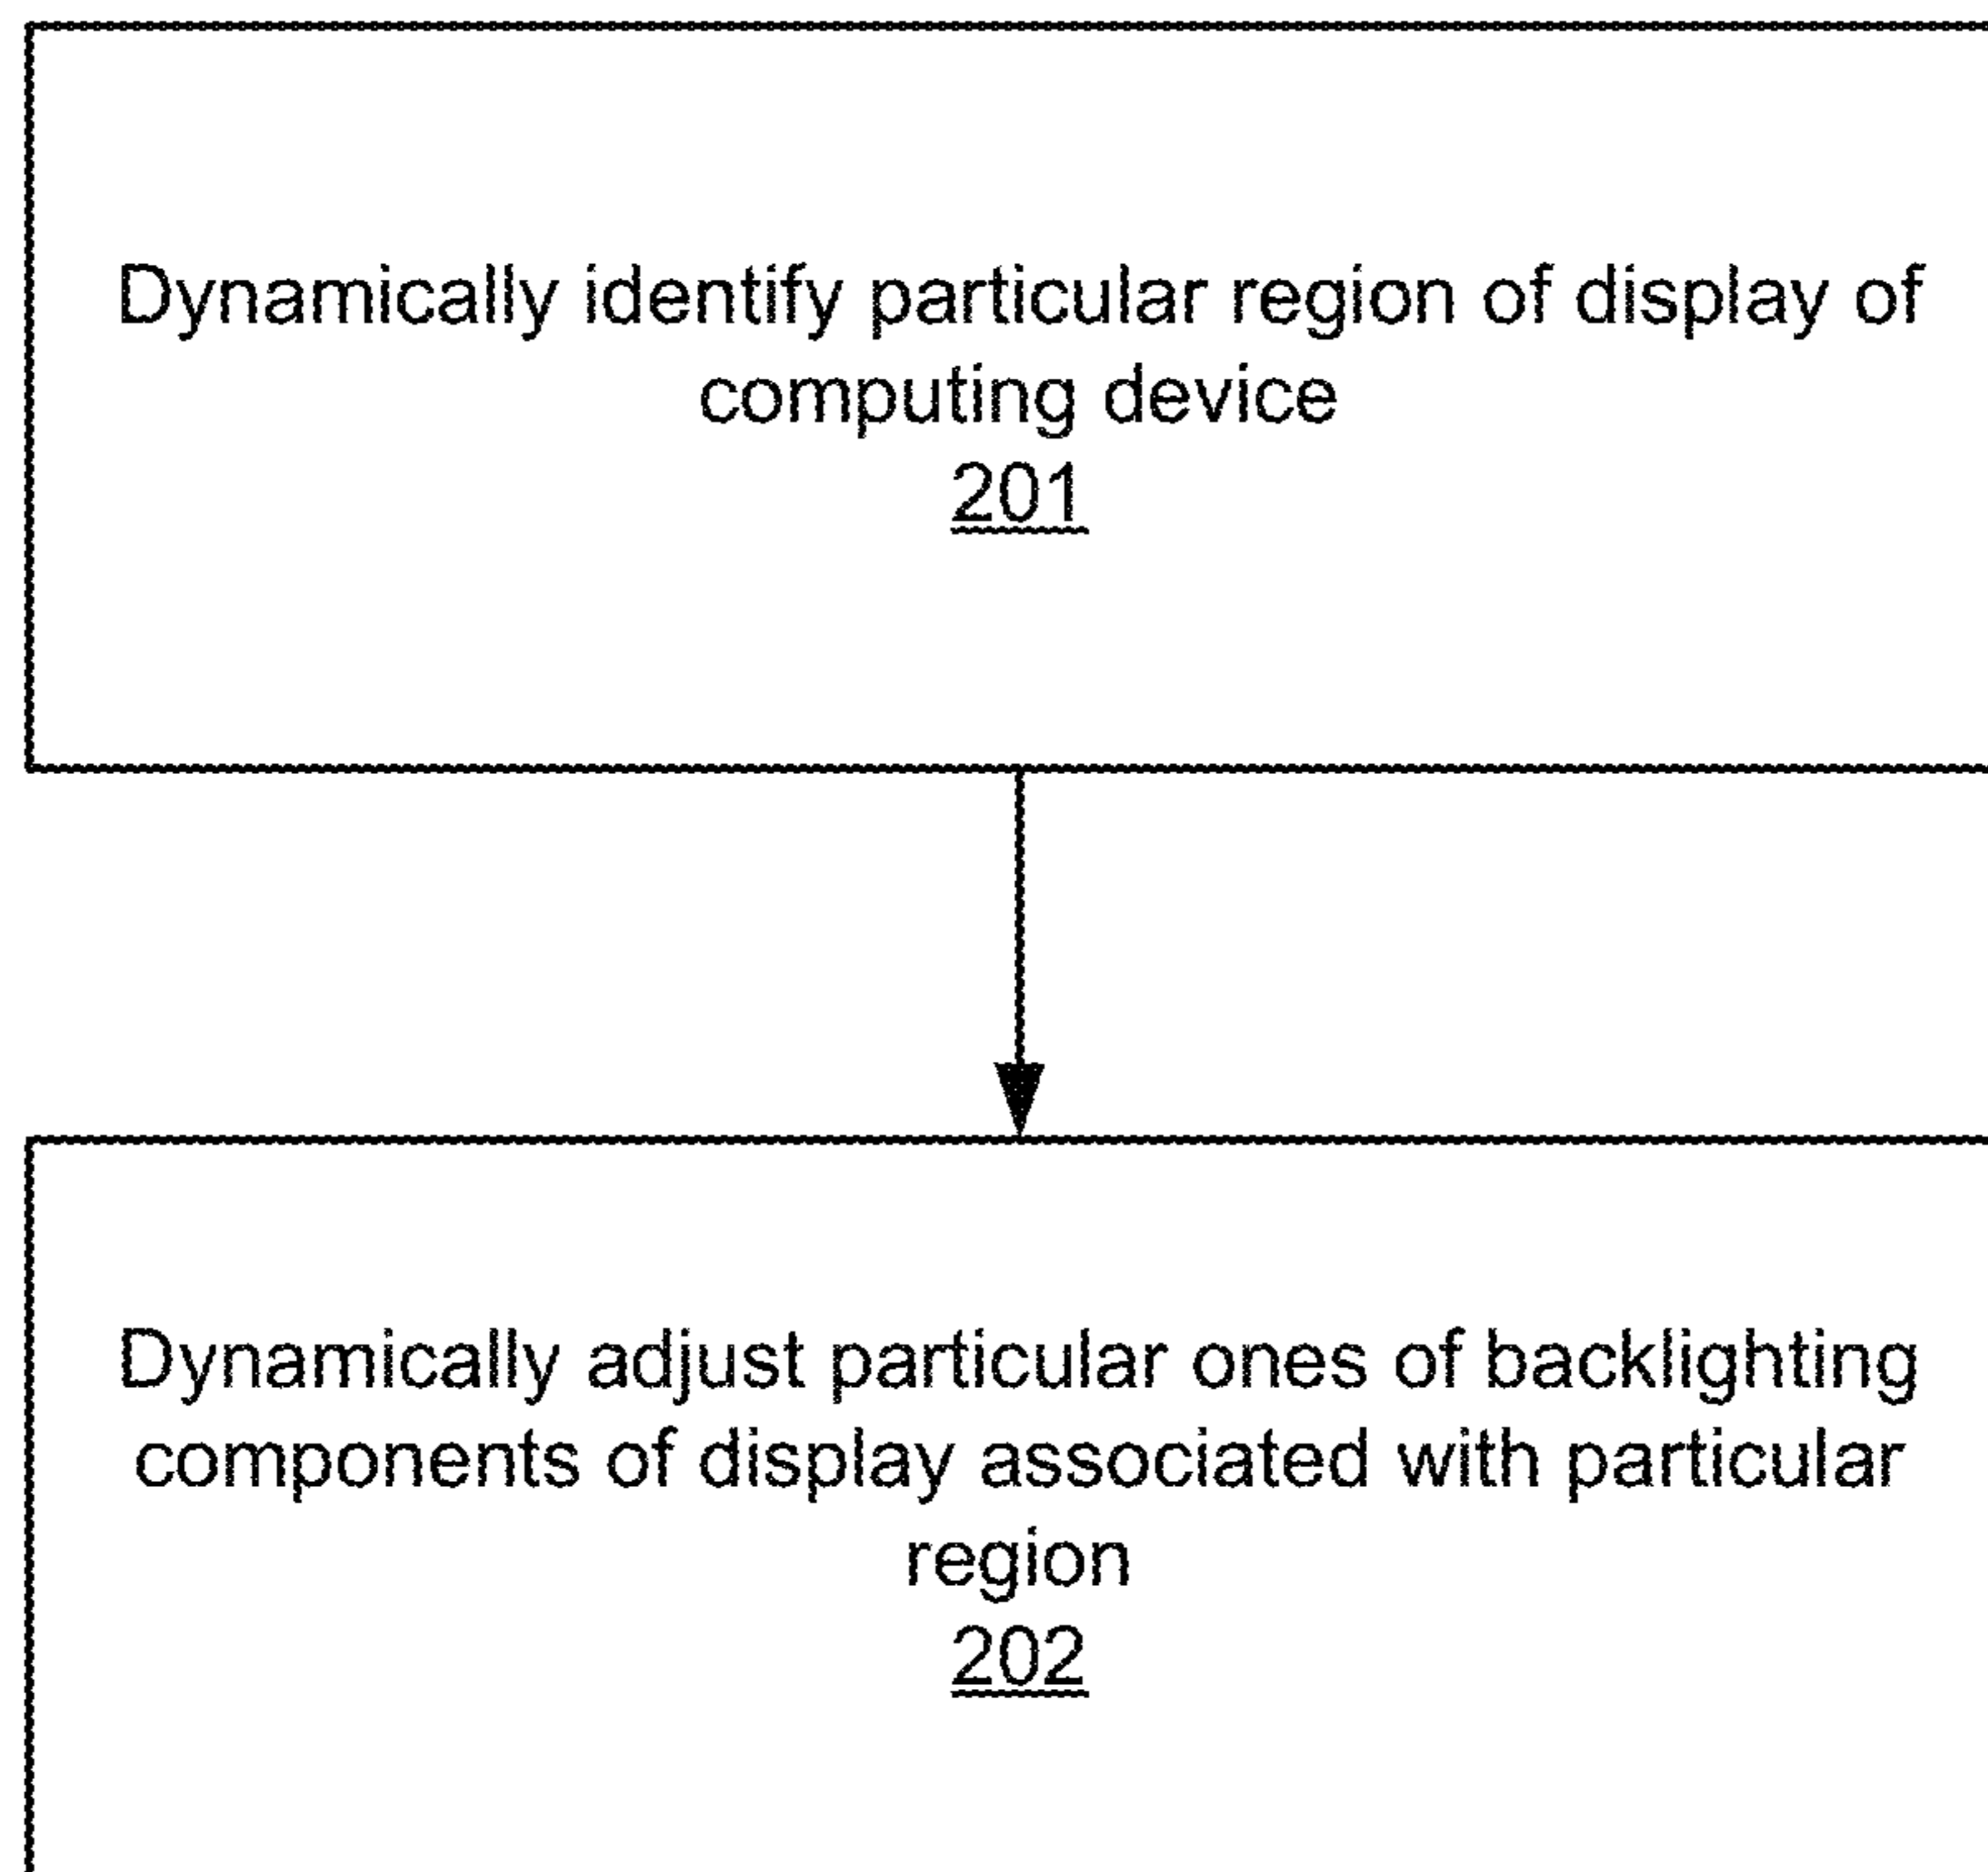 Dynamically identify particular region of display of
computing device
201
Dynamically adjust particular ones of backlighting
components of display associated with particular
region
202